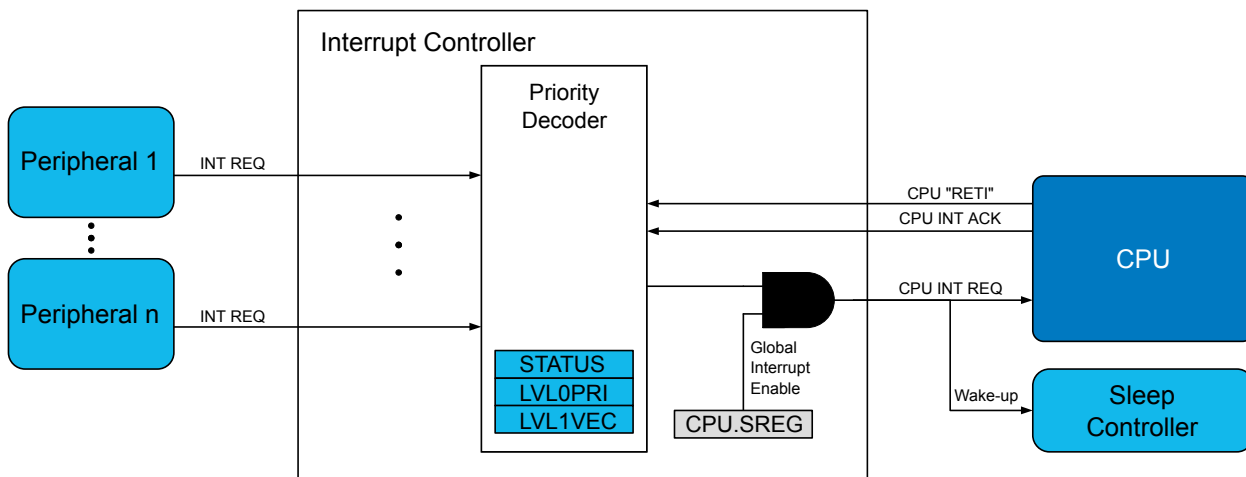 Interrupt Controller
Priority
Decoder
Peripheral 1
INT REQ
CPU "RETI"
CPU INT ACK
CPU
Peripheral n
INT REQ
CPU INT REQ
Global
Interrupt
Enable
STATUS
LVL0PRI
LVL1VEC
CPU.SREG
Wake-up
Sleep
Controller